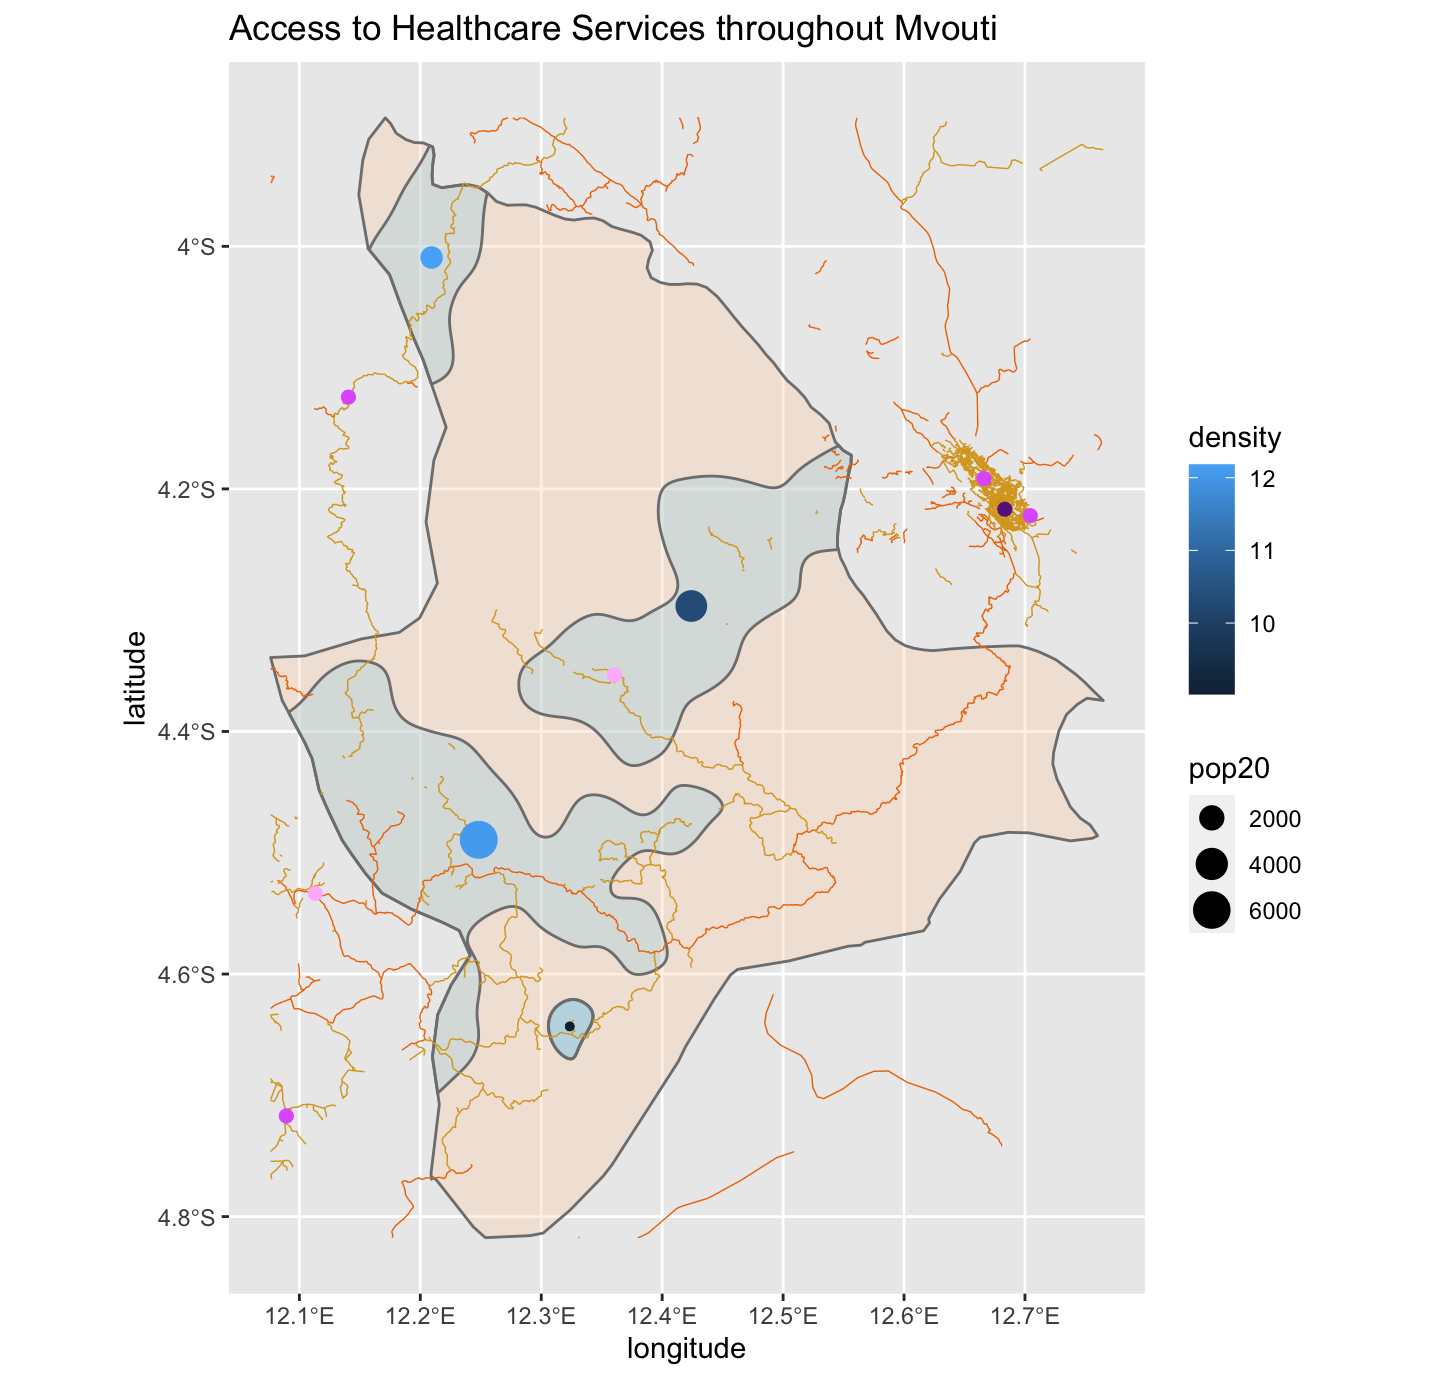 Access to Healthcare Services throughout Mvouti
4°S
4.2°S
4.4°S
4.6°S
4.8°S
latitude
12.1°E
12.2°E
12.3°E
12.4°E
12.5°E
12.6°E
12.7°E
longitude
density
12
11
10
pop20
2000
4000
6000